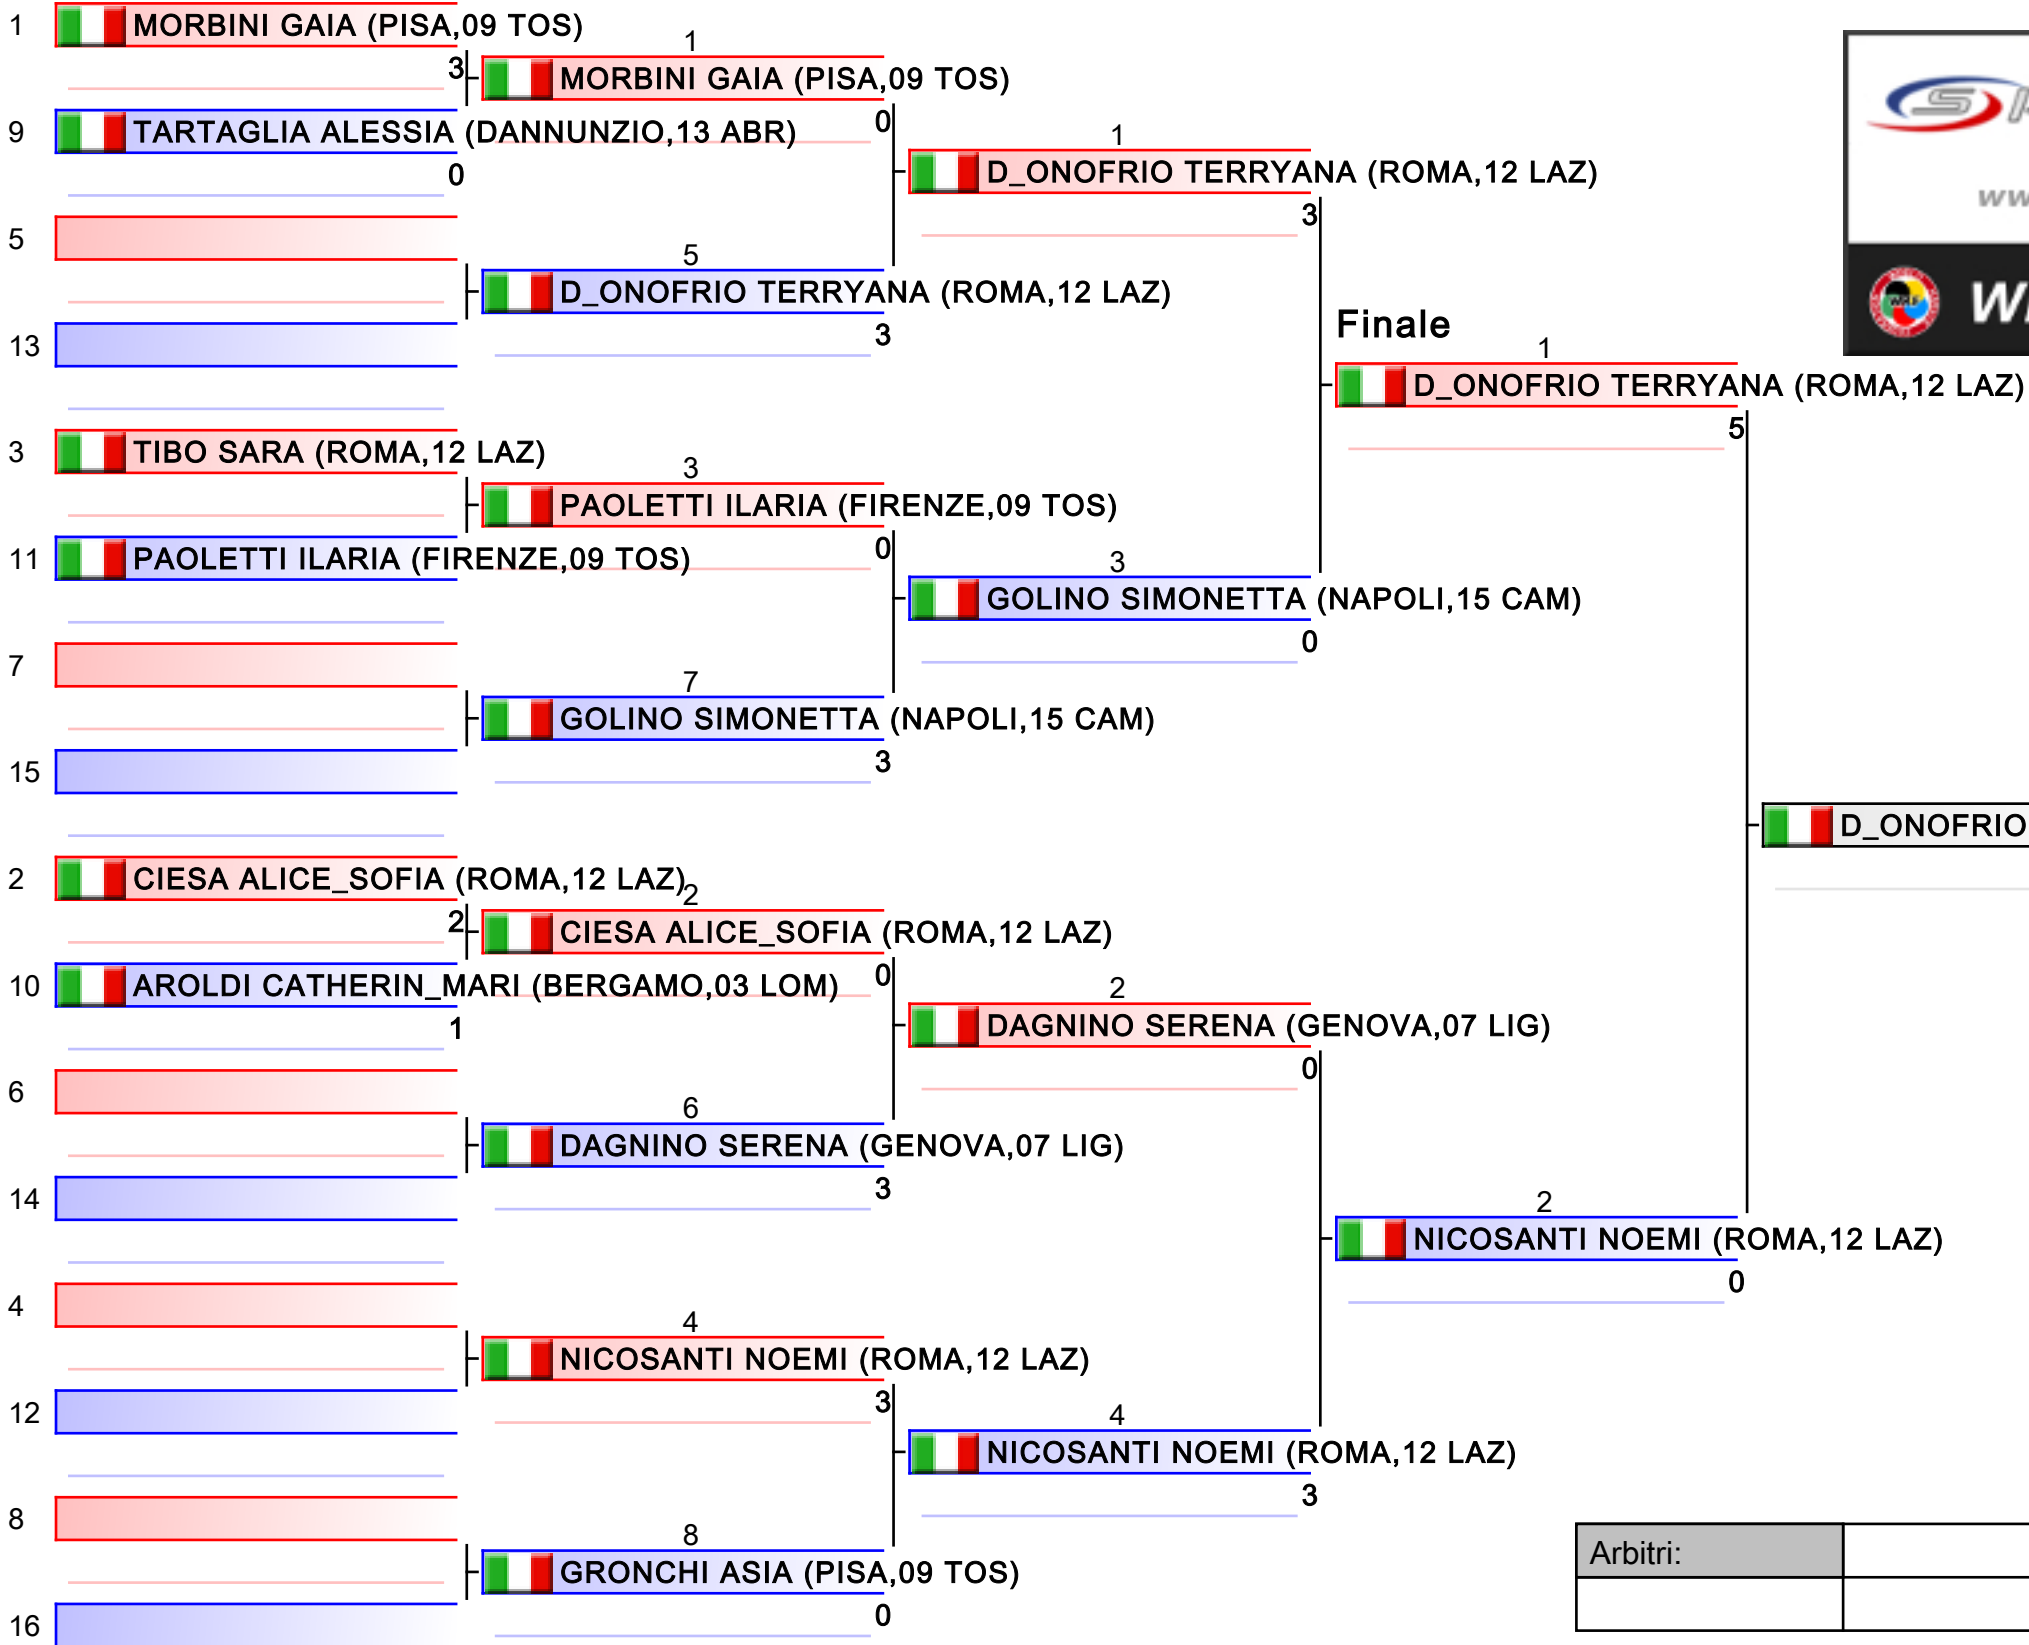 1 MORBINI GAIA (PISA,09 TOS)
3
9 TARTAGLIA ALESSIA (DANNUNZIO,13 ABR)
0
5
13
3 TIBO SARA (ROMA,12 LAZ)
11 PAOLETTI ILARIA (FIRENZE,09 TOS)
7
15
2 CIESA ALICE_SOFIA (ROMA,12 LAZ)
2
10 AROLDI CATHERIN_MARI (BERGAMO,03 LOM)
1
6
14
4
12
8
16
1
MORBINI GAIA (PISA,09 TOS)
0
5
D_ONOFRIO TERRYANA (ROMA,12 LAZ)
3
3
PAOLETTI ILARIA (FIRENZE,09 TOS)
0
7
GOLINO SIMONETTA (NAPOLI,15 CAM)
3
2
CIESA ALICE_SOFIA (ROMA,12 LAZ)
0
6
DAGNINO SERENA (GENOVA,07 LIG)
3
4
NICOSANTI NOEMI (ROMA,12 LAZ)
3
8
GRONCHI ASIA (PISA,09 TOS)
0
1
D_ONOFRIO TERRYANA (ROMA,12 LAZ)
3
3
GOLINO SIMONETTA (NAPOLI,15 CAM)
0
2
DAGNINO SERENA (GENOVA,07 LIG)
0
4
NICOSANTI NOEMI (ROMA,12 LAZ)
3
Finale
1
D_ONOFRIO TERRYANA (ROMA,12 LAZ)
5
2
NICOSANTI NOEMI (ROMA,12 LAZ)
0
D_ONOFRIO
Arbitri: